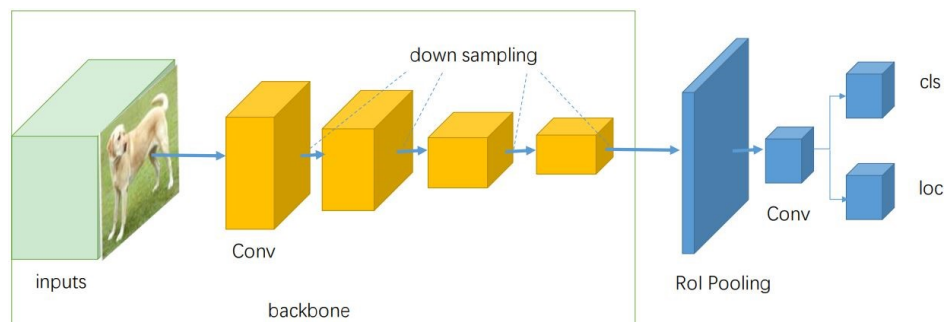 down sampling
cls
loc
Conv
Conv
inputs
RoI Pooling
backbone